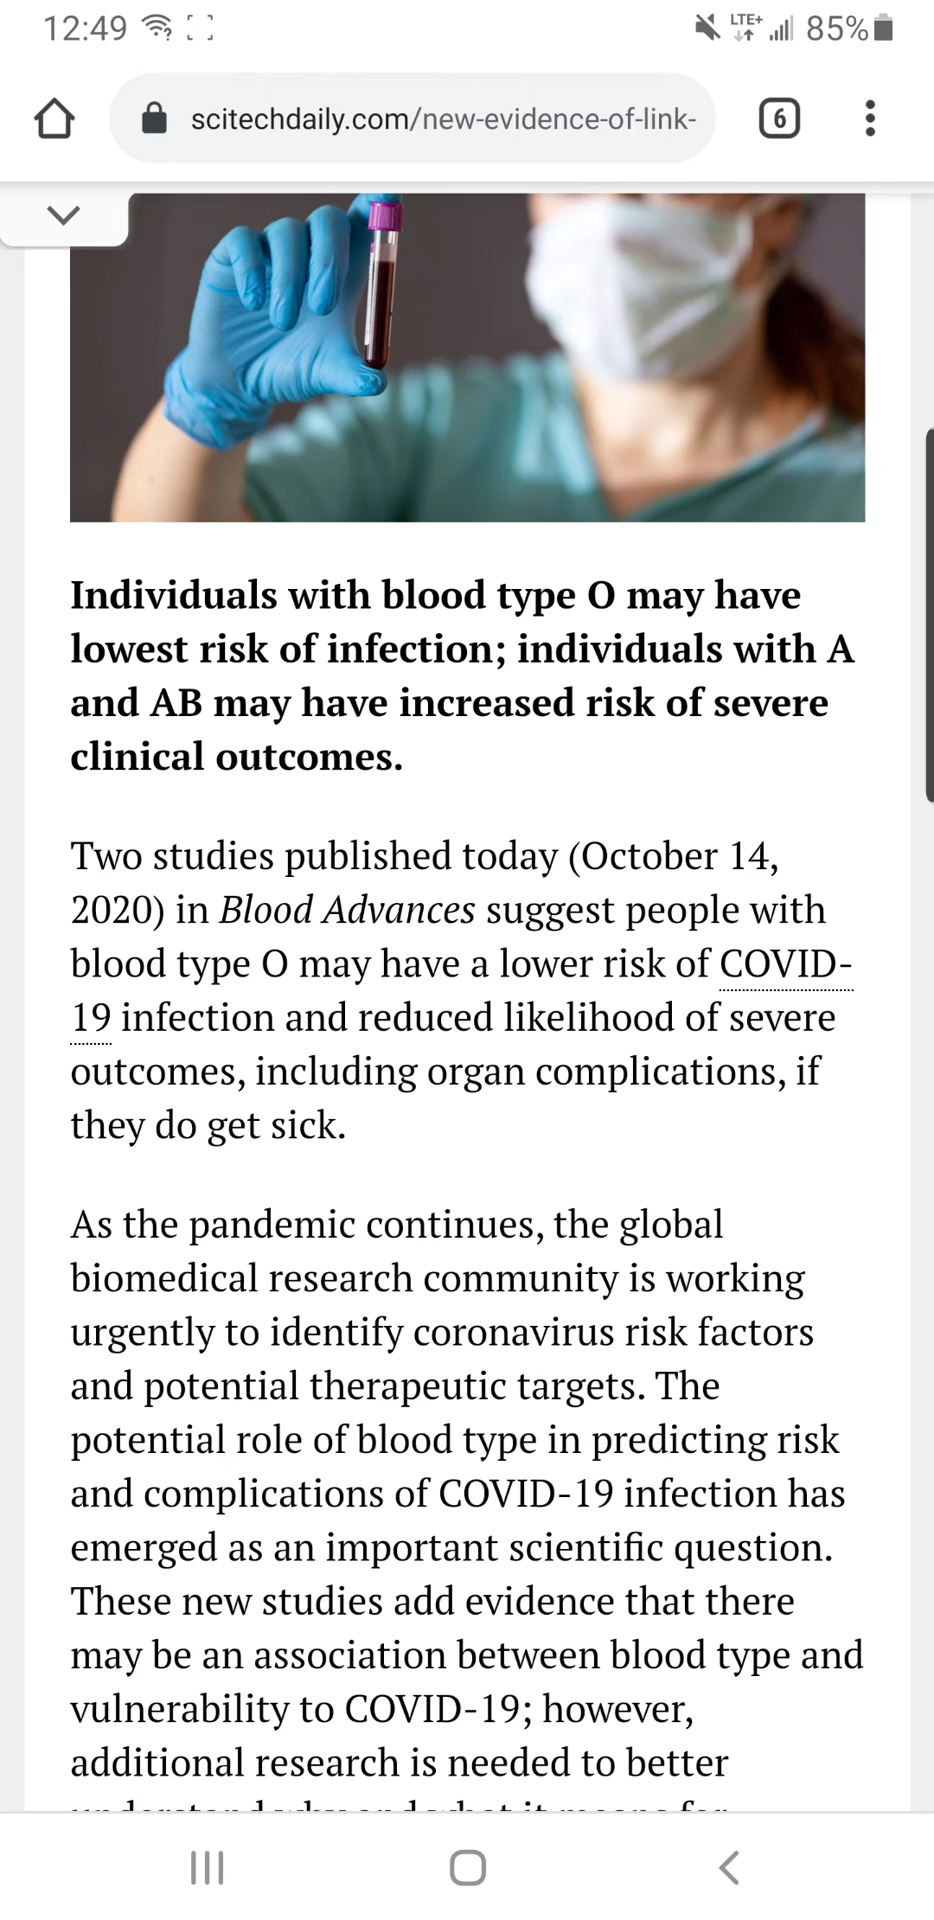 12:49
LTE+
85%
scitechdaily.com/new-evidence-of-link-
6
Individuals with blood type O may have
lowest risk of infection; individuals with A
and AB may have increased risk of severe
clinical outcomes.
Two studies published today (October 14,
2020) in Blood Advances suggest people with
blood type O may have a lower risk of COVID-
19 infection and reduced likelihood of severe
outcomes, including organ complications, if
they do get sick.
As the pandemic continues, the global
biomedical research community is working
urgently to identify coronavirus risk factors
and potential therapeutic targets. The
potential role of blood type in predicting risk
and complications of COVID-19 infection has
emerged as an important scientific question.
These new studies add evidence that there
may be an association between blood type and
vulnerability to COVID-19; however,
additional research is needed to better